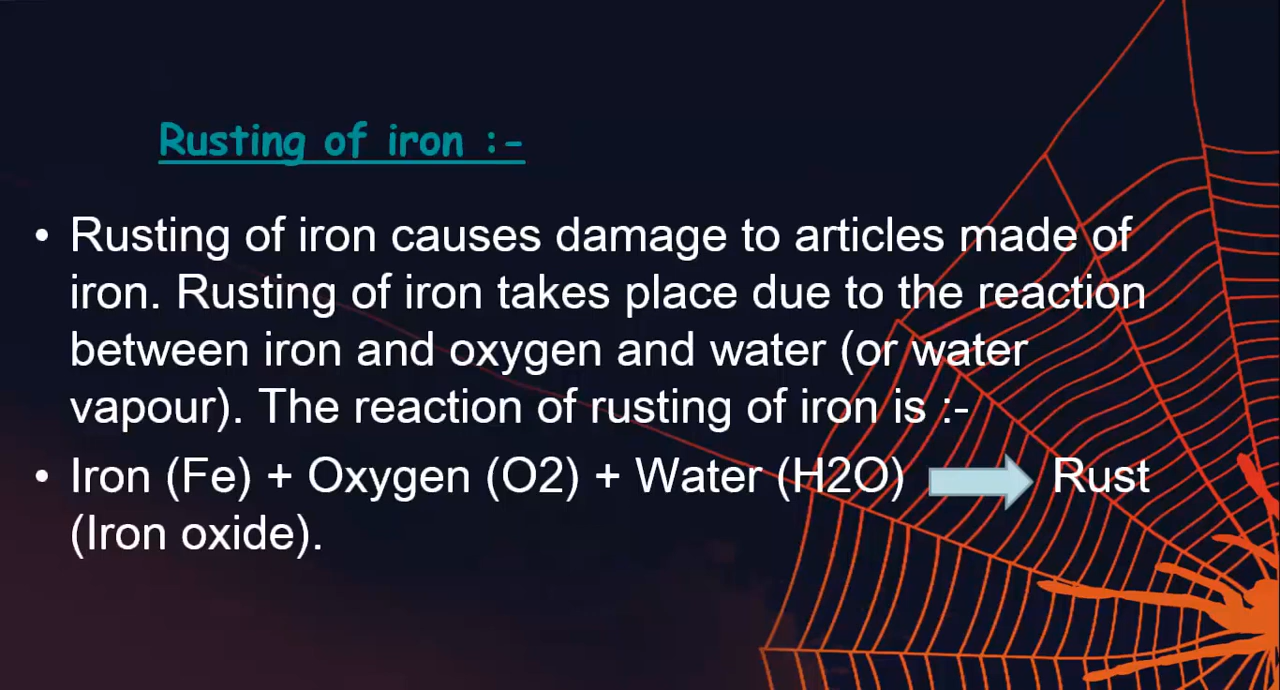 Rusting of iron :-
• Rusting of iron causes damage to articles made of
iron. Rusting of iron takes place due to the reaction
between iron and oxygen and water (or water
vapour). The reaction of rusting of iron is :-
• Iron (Fe) + Oxygen (O2) + Water (H2O) Rust
(Iron oxide).